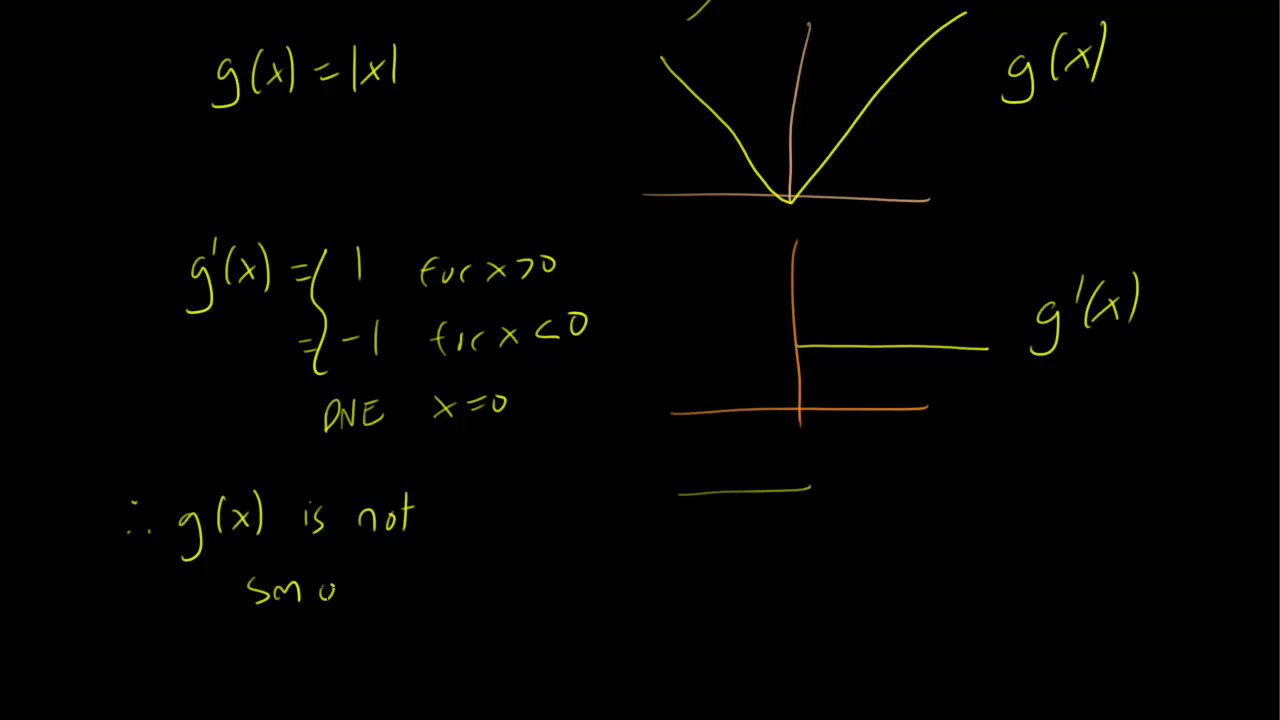 g(x) = |x|
g(x)
g'(x) = { 1 for x > 0
= -1 for x < 0
DNE x = 0
g'(x)
∴ g(x) is not
smo